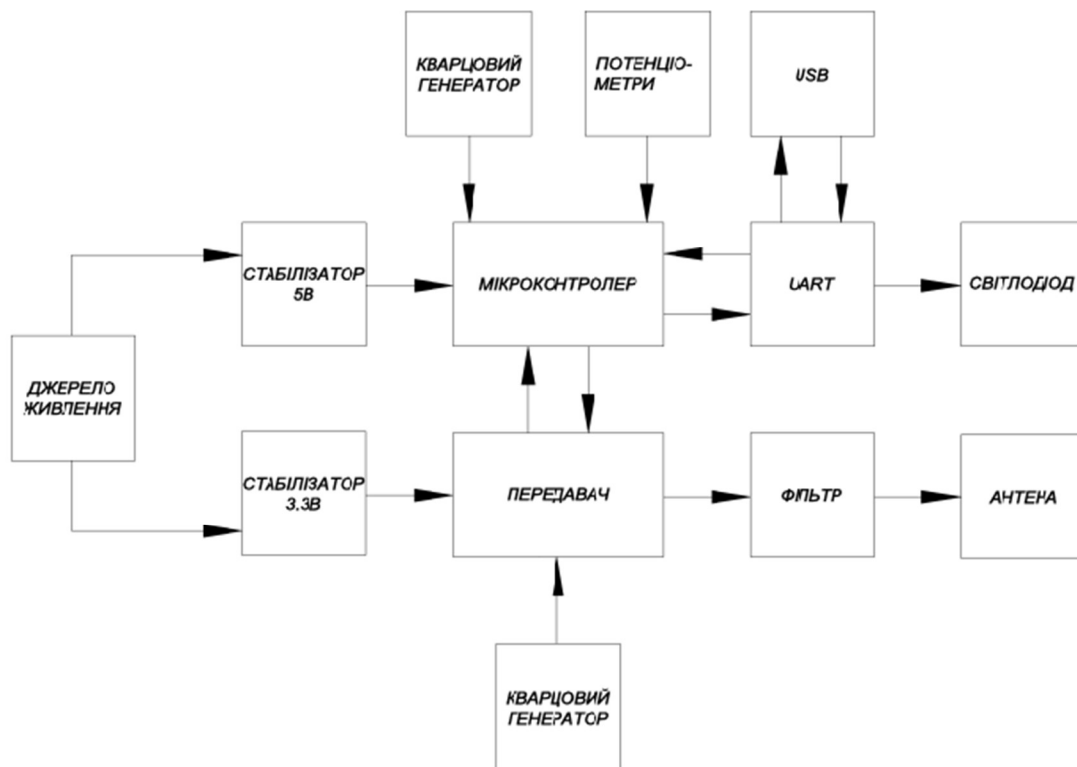 КВАРЦОВИЙ
ГЕНЕРАТОР
ПОТЕНЦІО-
МЕТРИ
USB
СТАБІЛІЗАТОР
5В
МІКРОКОНТРОЛЕР
UART
СВІТЛОДІОД
ДЖЕРЕЛО
ЖИВЛЕННЯ
СТАБІЛІЗАТОР
3.3В
ПЕРЕДАВАЧ
ФІЛЬТР
АНТЕНА
КВАРЦОВИЙ
ГЕНЕРАТОР